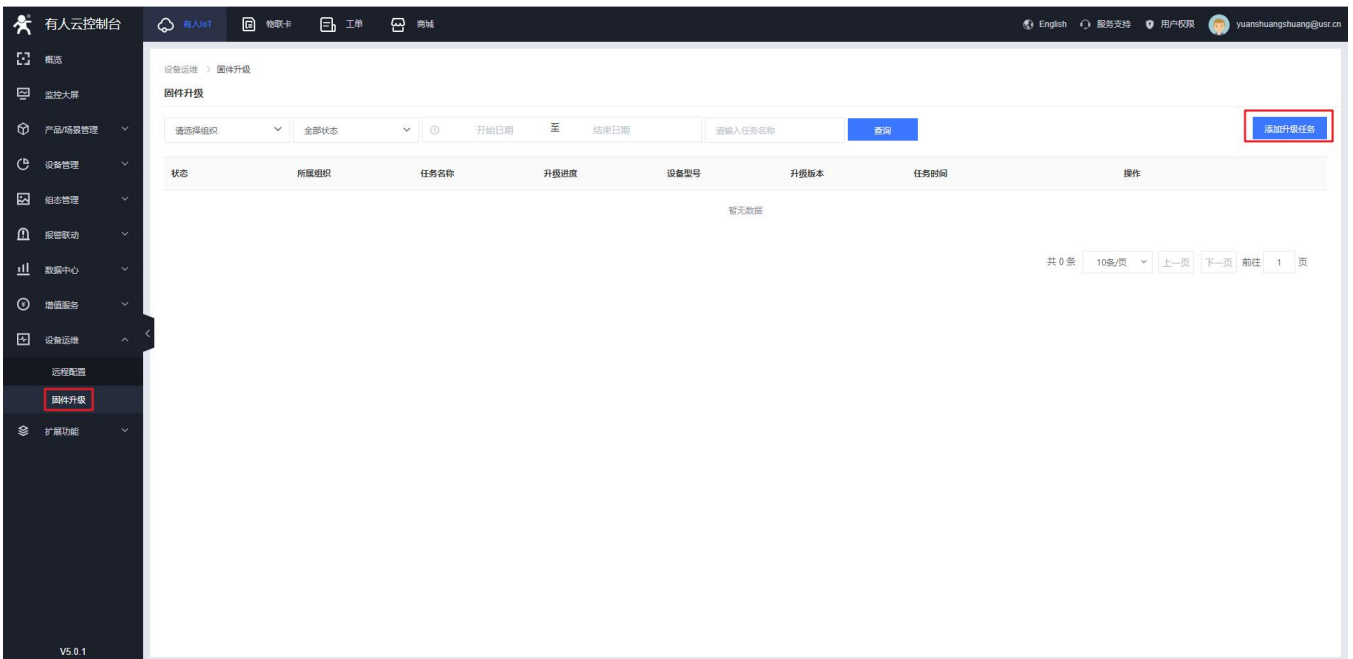 有人云控制台
有人IoT 物联卡 工单 商城 English 服务支持 用户权限 yuanshuangshuang@usr.cn
概览
监控大屏
产品/场景管理
设备管理
组态管理
报警联动
数据中心
增值服务
设备运维
远程配置
固件升级
扩展功能
V5.0.1
设备运维 > 固件升级
固件升级
请选择组织 全部状态 开始日期 至 结束日期 请输入任务名称 查询 添加升级任务
状态 所属组织 任务名称 升级进度 设备型号 升级版本 任务时间 操作
暂无数据
共 0 条 10条/页 上一页 下一页 前往 1 页